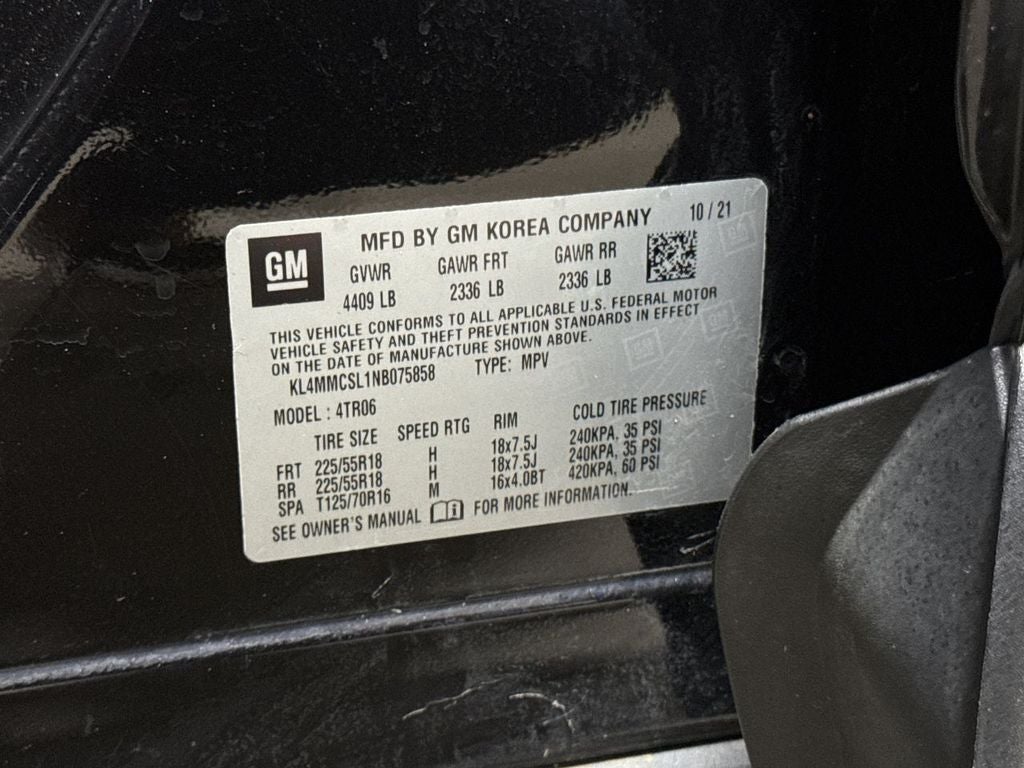 GM
MFD BY GM KOREA COMPANY 10 / 21
GVWR GAWR FRT GAWR RR
4409 LB 2336 LB 2336 LB
THIS VEHICLE CONFORMS TO ALL APPLICABLE U.S. FEDERAL MOTOR
VEHICLE SAFETY AND THEFT PREVENTION STANDARDS IN EFFECT
ON THE DATE OF MANUFACTURE SHOWN ABOVE.
KL4MMCSL1NB075858 TYPE: MPV
MODEL : 4TR06
TIRE SIZE SPEED RTG RIM COLD TIRE PRESSURE
FRT 225/55R18 H 18x7.5J 240KPA, 35 PSI
RR 225/55R18 H 18x7.5J 240KPA, 35 PSI
SPA T125/70R16 M 16x4.0BT 420KPA, 60 PSI
SEE OWNER'S MANUAL i FOR MORE INFORMATION.